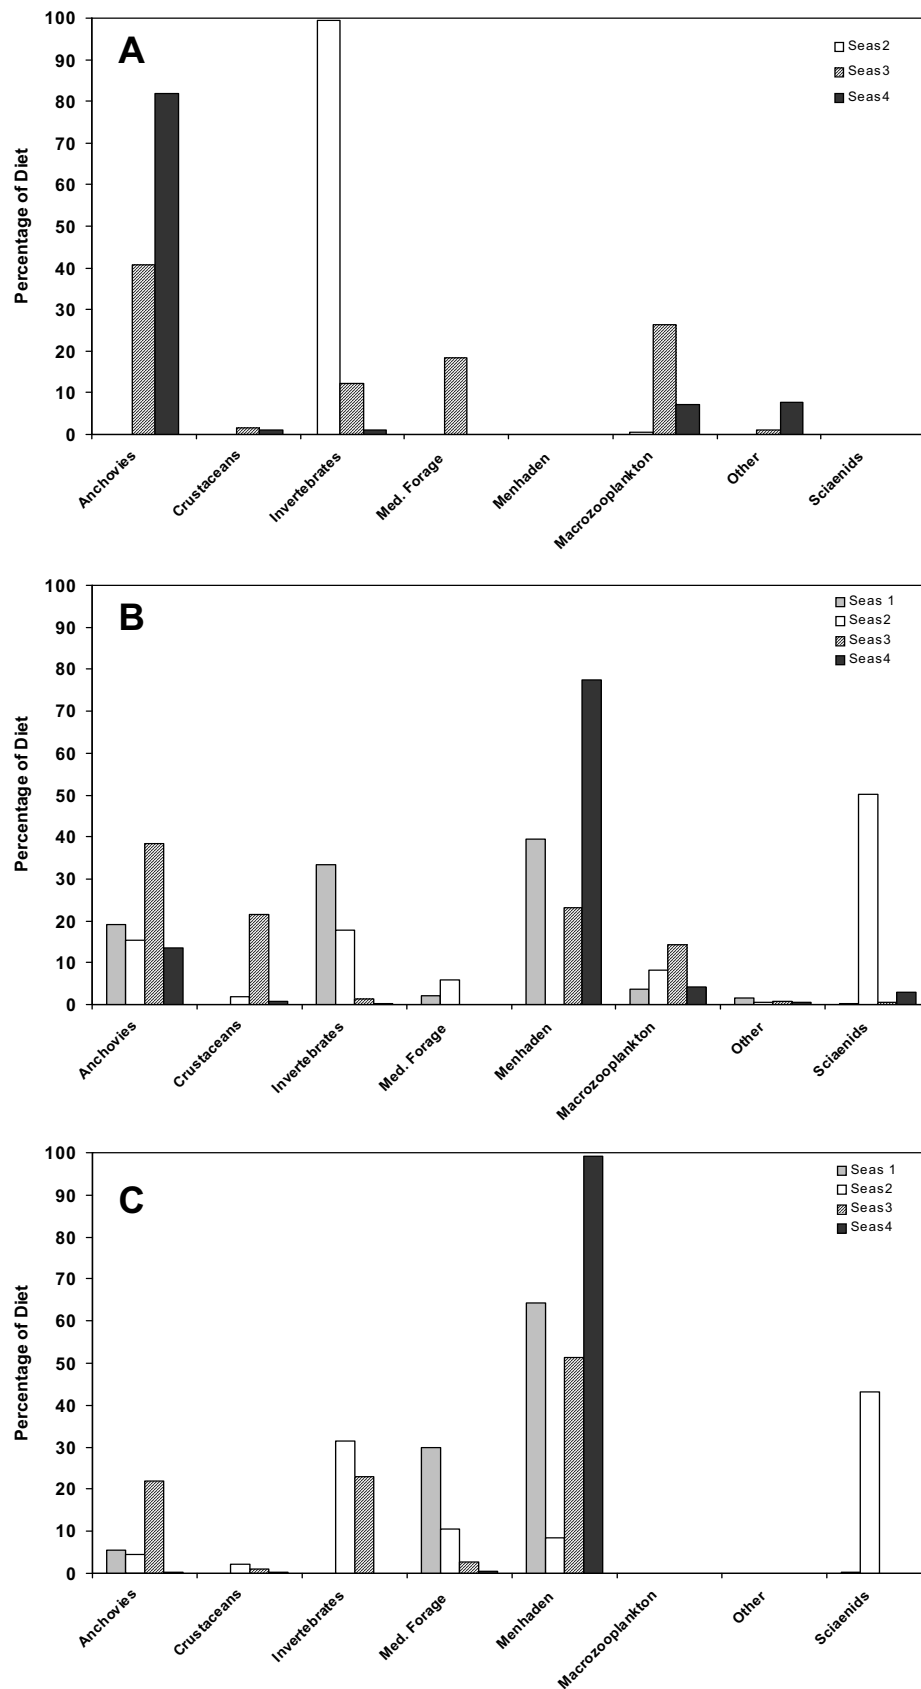 A
Percentage of Diet
100
90
80
70
60
50
40
30
20
10
0
Seas2
Seas3
Seas4
Anchovies
Crustaceans
Invertebrates
Med. Forage
Menhaden
Macrozooplankton
Other
Sciaenids
B
Percentage of Diet
100
90
80
70
60
50
40
30
20
10
0
Seas 1
Seas2
Seas3
Seas4
Anchovies
Crustaceans
Invertebrates
Med. Forage
Menhaden
Macrozooplankton
Other
Sciaenids
C
Percentage of Diet
100
90
80
70
60
50
40
30
20
10
0
Seas 1
Seas2
Seas3
Seas4
Anchovies
Crustaceans
Invertebrates
Med. Forage
Menhaden
Macrozooplankton
Other
Sciaenids